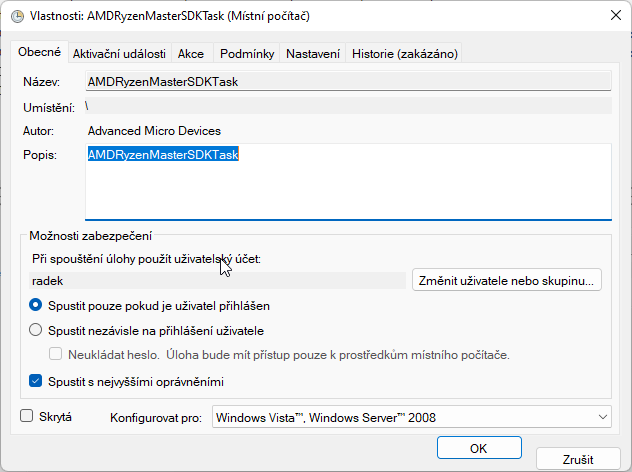 Vlastnosti: AMDRyzenMasterSDKTask (Místní počítač)
Obecné Aktivační události Akce Podmínky Nastavení Historie (zakázáno)
Název: AMDRyzenMasterSDKTask
Umístění: \
Autor: Advanced Micro Devices
Popis: AMDRyzenMasterSDKTask
Možnosti zabezpečení
Při spouštění úlohy použít uživatelský účet:
radek Změnit uživatele nebo skupinu...
Spustit pouze pokud je uživatel přihlášen
Spustit nezávisle na přihlášení uživatele
Neukládat heslo. Úloha bude mít přístup pouze k prostředkům místního počítače.
Spustit s nejvyššími oprávněními
Skrytá Konfigurovat pro: Windows Vista™, Windows Server™ 2008
OK
Zrušit